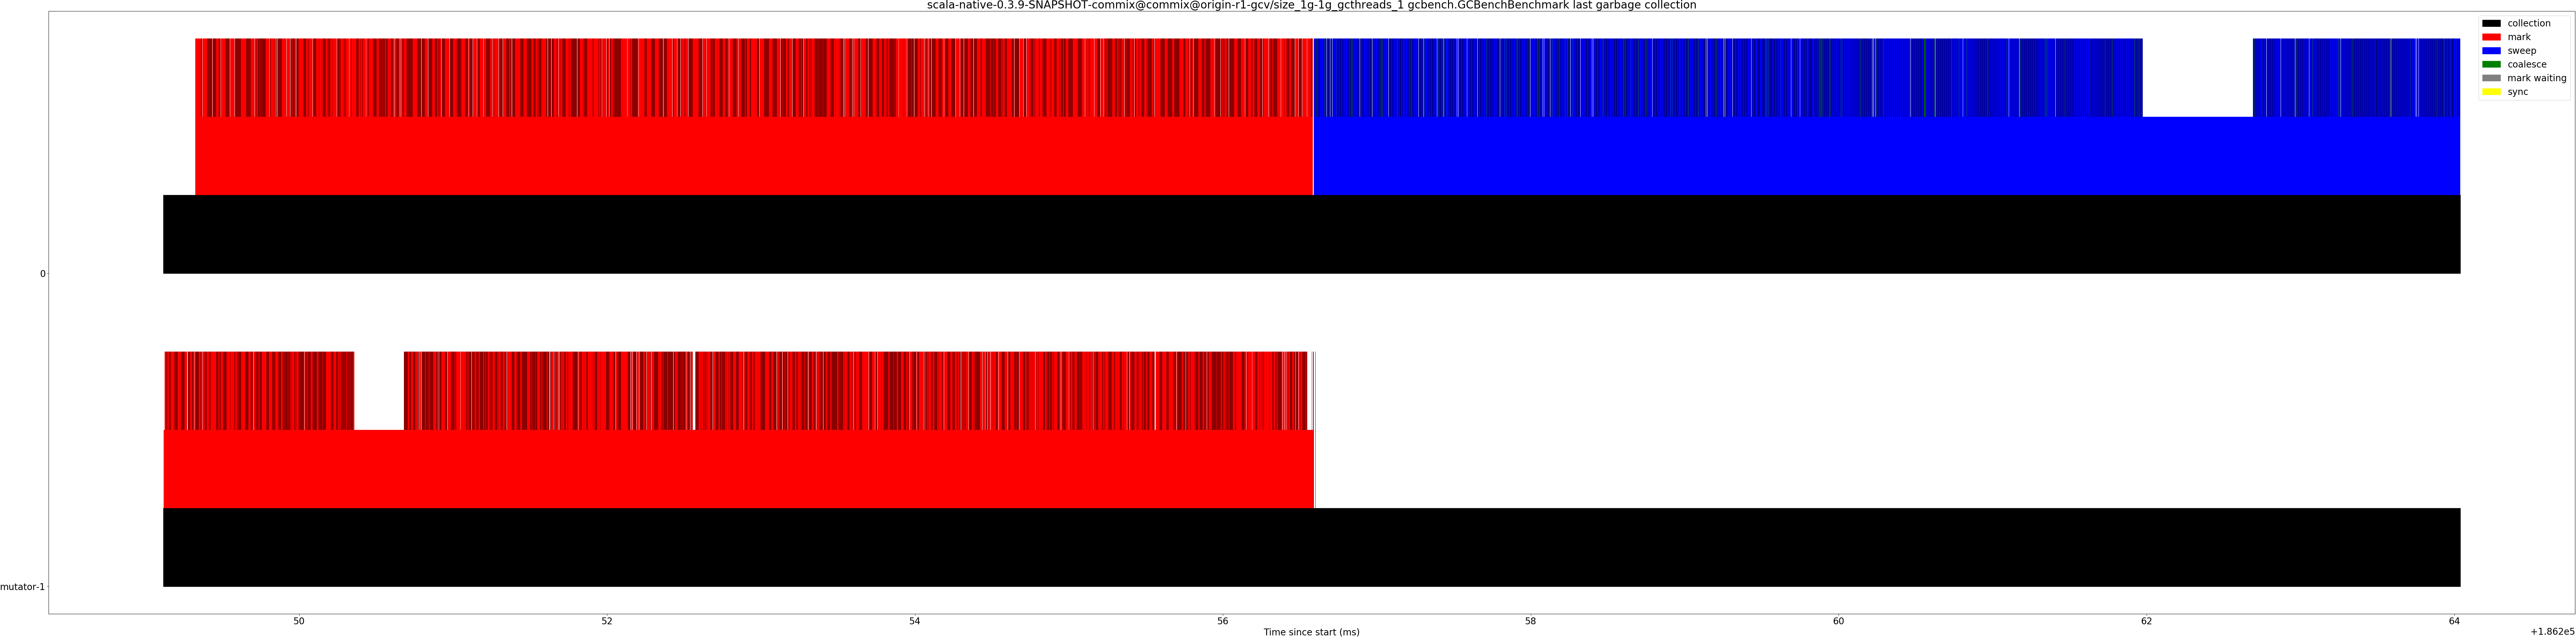 scala-native-0.3.9-SNAPSHOT-commix@commix@origin-r1-gcv/size_1g-1g_gcthreads_1 gcbench.GCBenchBenchmark last garbage collection
collection
mark
sweep
coalesce
mark waiting
sync
0
mutator-1
50 52 54 56 58 60 62 64
Time since start (ms)
+1.862e5